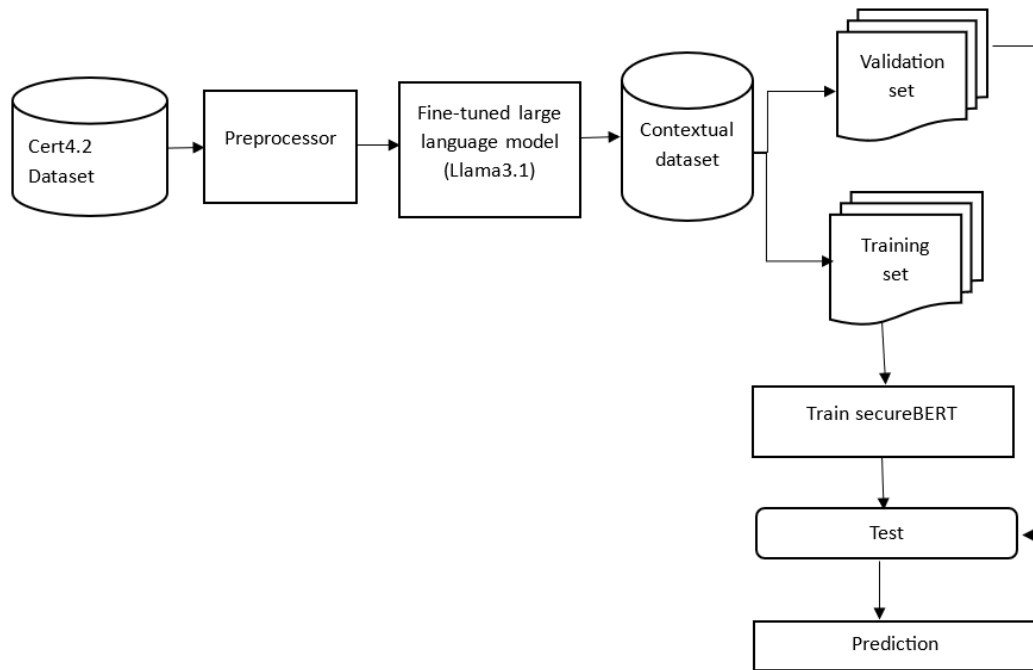 Cert4.2
Dataset
Preprocessor
Fine-tuned large
language model
(Llama3.1)
Contextual
dataset
Validation
set
Training
set
Train secureBERT
Test
Prediction